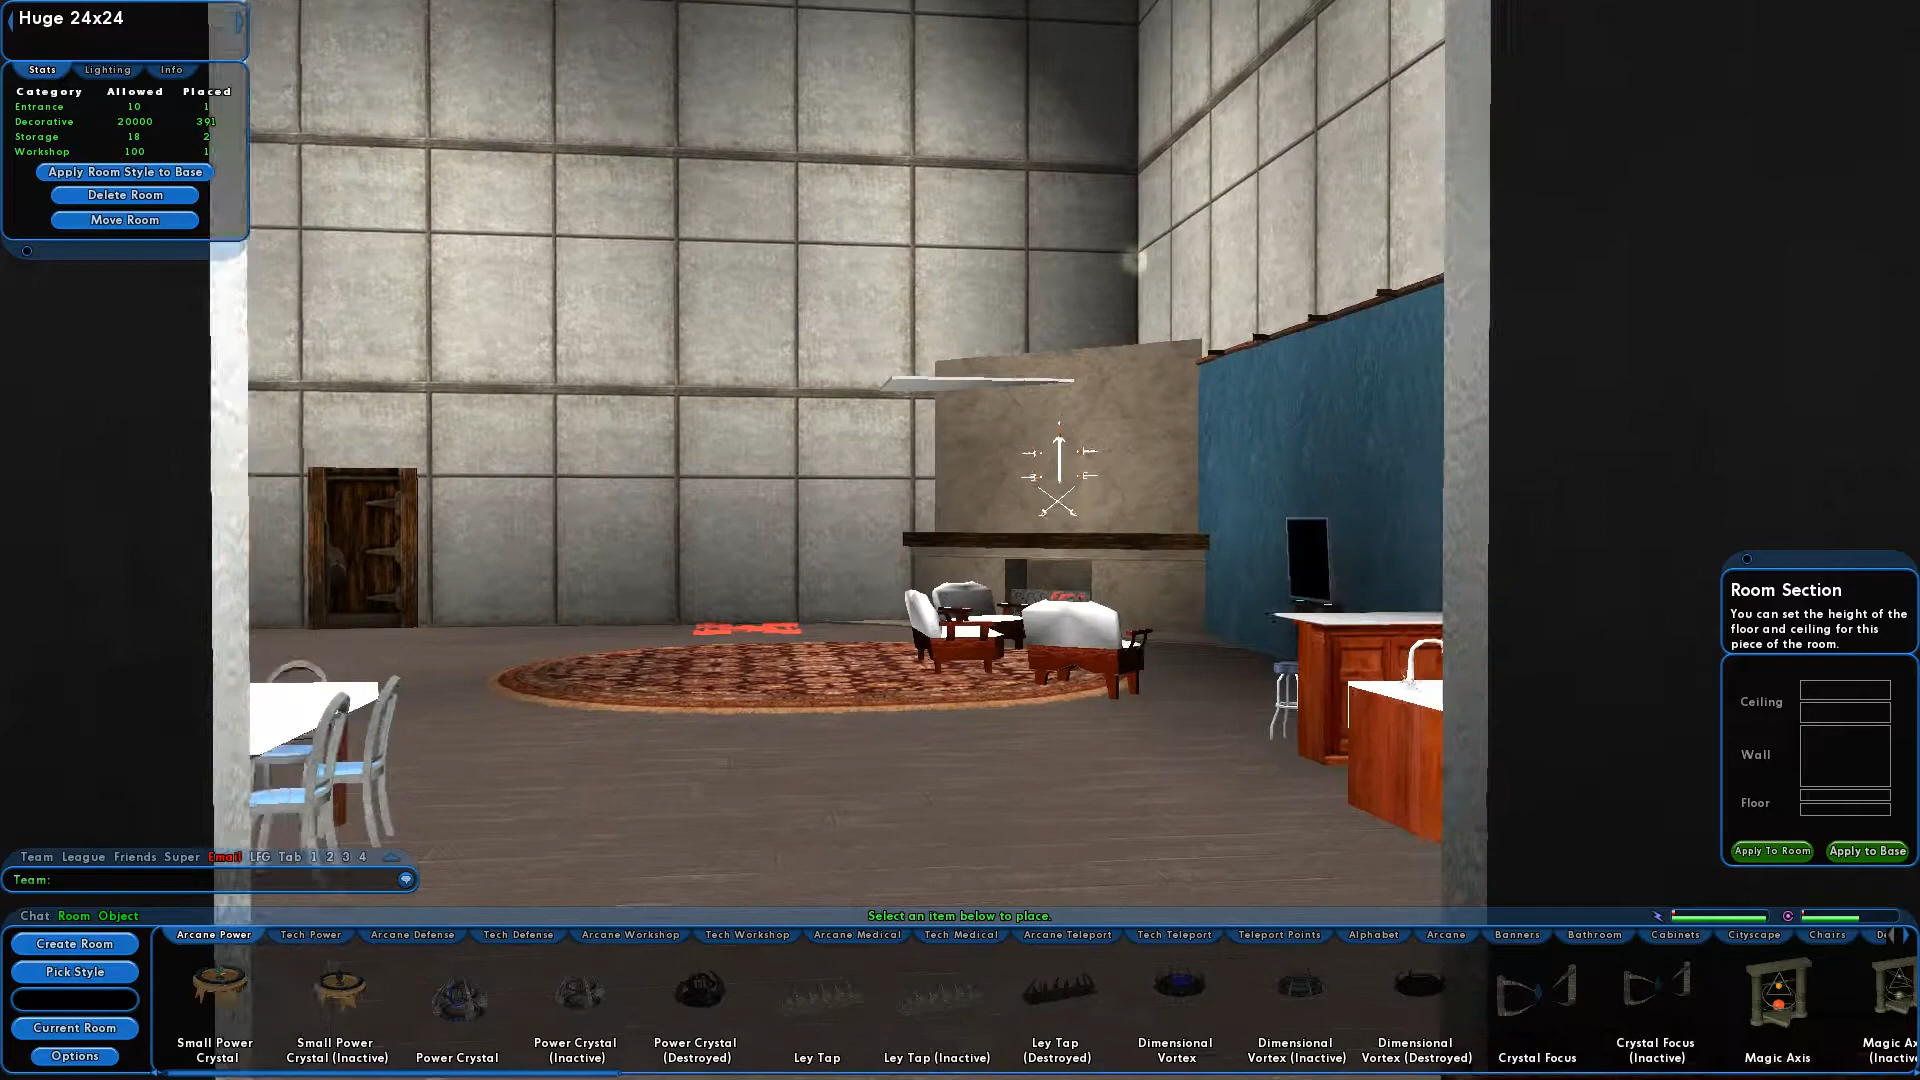 Huge 24x24
Stats Lighting Info
Category Allowed Placed
Entrance 10 1
Decorative 20000 391
Storage 18 2
Workshop 100 1
Apply Room Style to Base
Delete Room
Move Room
Room Section
You can set the height of the
floor and ceiling for this
piece of the room.
Ceiling
Wall
Floor
Apply To Room Apply to Base
Team League Friends Super Email LFG Tab 1 2 3 4
Team:
Chat Room Object
Select an item below to place.
Create Room
Pick Style
Current Room
Options
Arcane Power Tech Power Arcane Defense Tech Defense Arcane Workshop Tech Workshop Arcane Medical Tech Medical Arcane Teleport Tech Teleport Teleport Points Alphabet Arcane Banners Bathroom Cabinets Cityscape Chairs
Small Power
Crystal
Small Power
Crystal (Inactive)
Power Crystal
Power Crystal
(Inactive)
Power Crystal
(Destroyed)
Ley Tap
Ley Tap (Inactive)
Ley Tap
(Destroyed)
Dimensional
Vortex
Dimensional
Vortex (Inactive)
Dimensional
Vortex (Destroyed)
Crystal Focus
Crystal Focus
(Inactive)
Magic Axis
Magic Ax
(Inactive